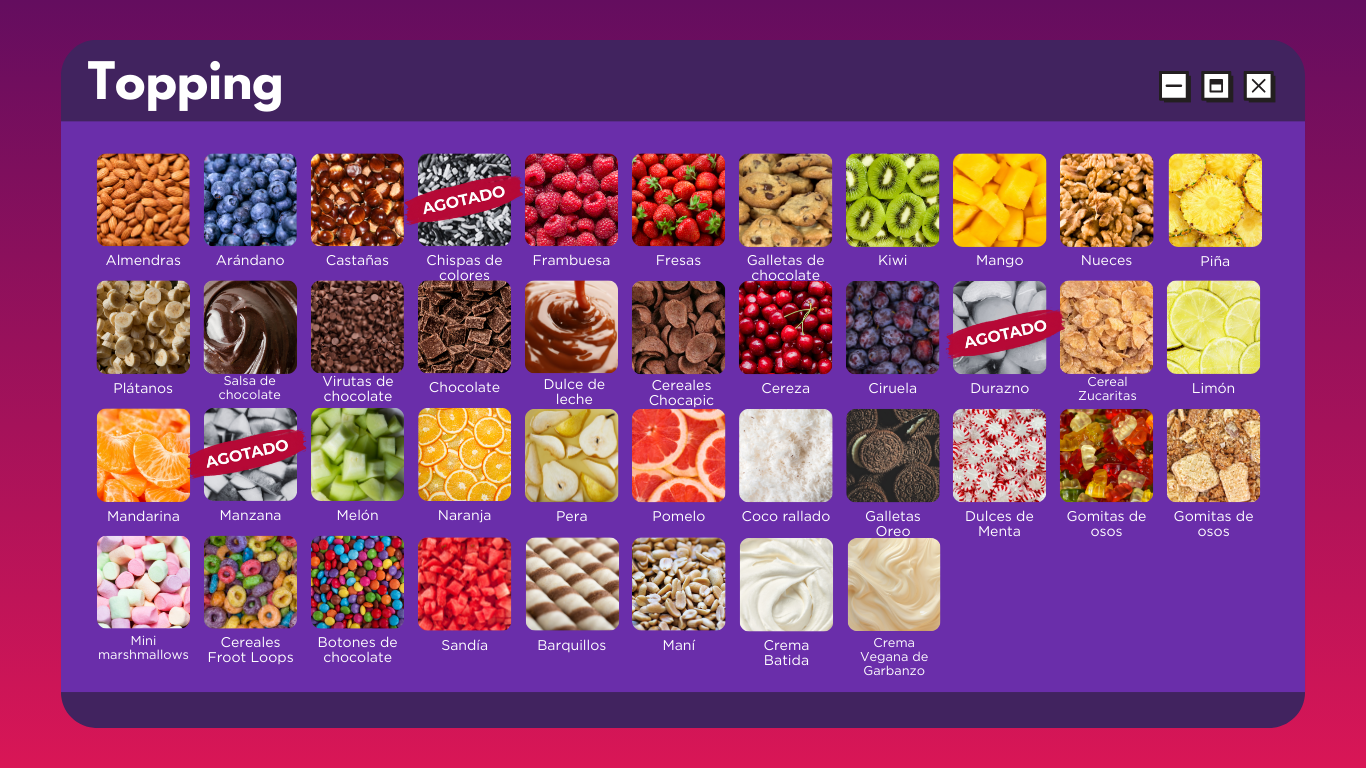 Topping
AGOTADO
Almendras
Arándano
Castañas
Chispas de
colores
Frambuesa
Fresas
Galletas de
chocolate
Kiwi
Mango
Nueces
Piña
AGOTADO
Plátanos
Salsa de
chocolate
Virutas de
chocolate
Chocolate
Dulce de
leche
Cereales
Chocapic
Cereza
Ciruela
Durazno
Cereal
Zucaritas
Limón
AGOTADO
Mandarina
Manzana
Melón
Naranja
Pera
Pomelo
Coco rallado
Galletas
Oreo
Dulces de
Menta
Gomitas de
osos
Gomitas de
osos
Mini
marshmallows
Cereales
Froot Loops
Botones de
chocolate
Sandía
Barquillos
Maní
Crema
Batida
Crema
Vegana de
Garbanzo